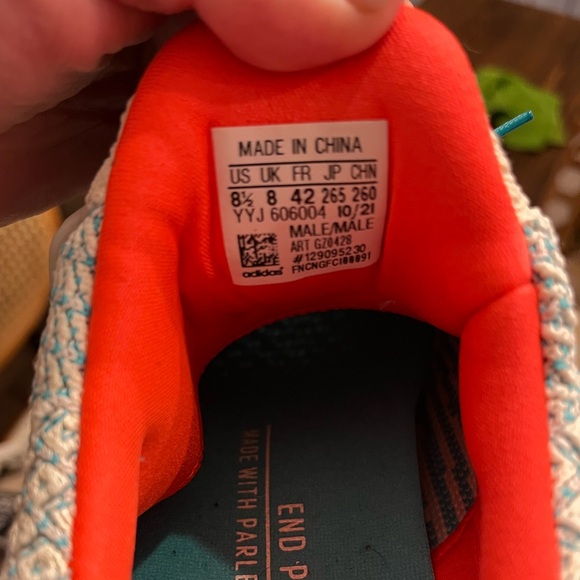 MADE IN CHINA
US UK FR JP CHN
8½ 8 42 265 260
YYJ 606004 10/21
MALE/MÂLE
ART GZ0428
#129095230
adidas FNCNGFC100091
END P
MADE WITH PARLE